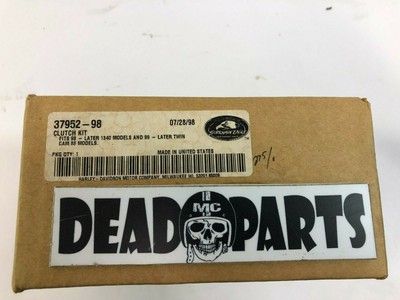 37952-98
07/28/98
CLUTCH KIT
FITS 98 - LATER 1340 MODELS AND 99 - LATER TWIN
CAM 88 MODELS.
PKG QTY: 1
MADE IN UNITED STATES
HARLEY-DAVIDSON MOTOR COMPANY, MILWAUKEE WI, 53201
DEAD MC PARTS